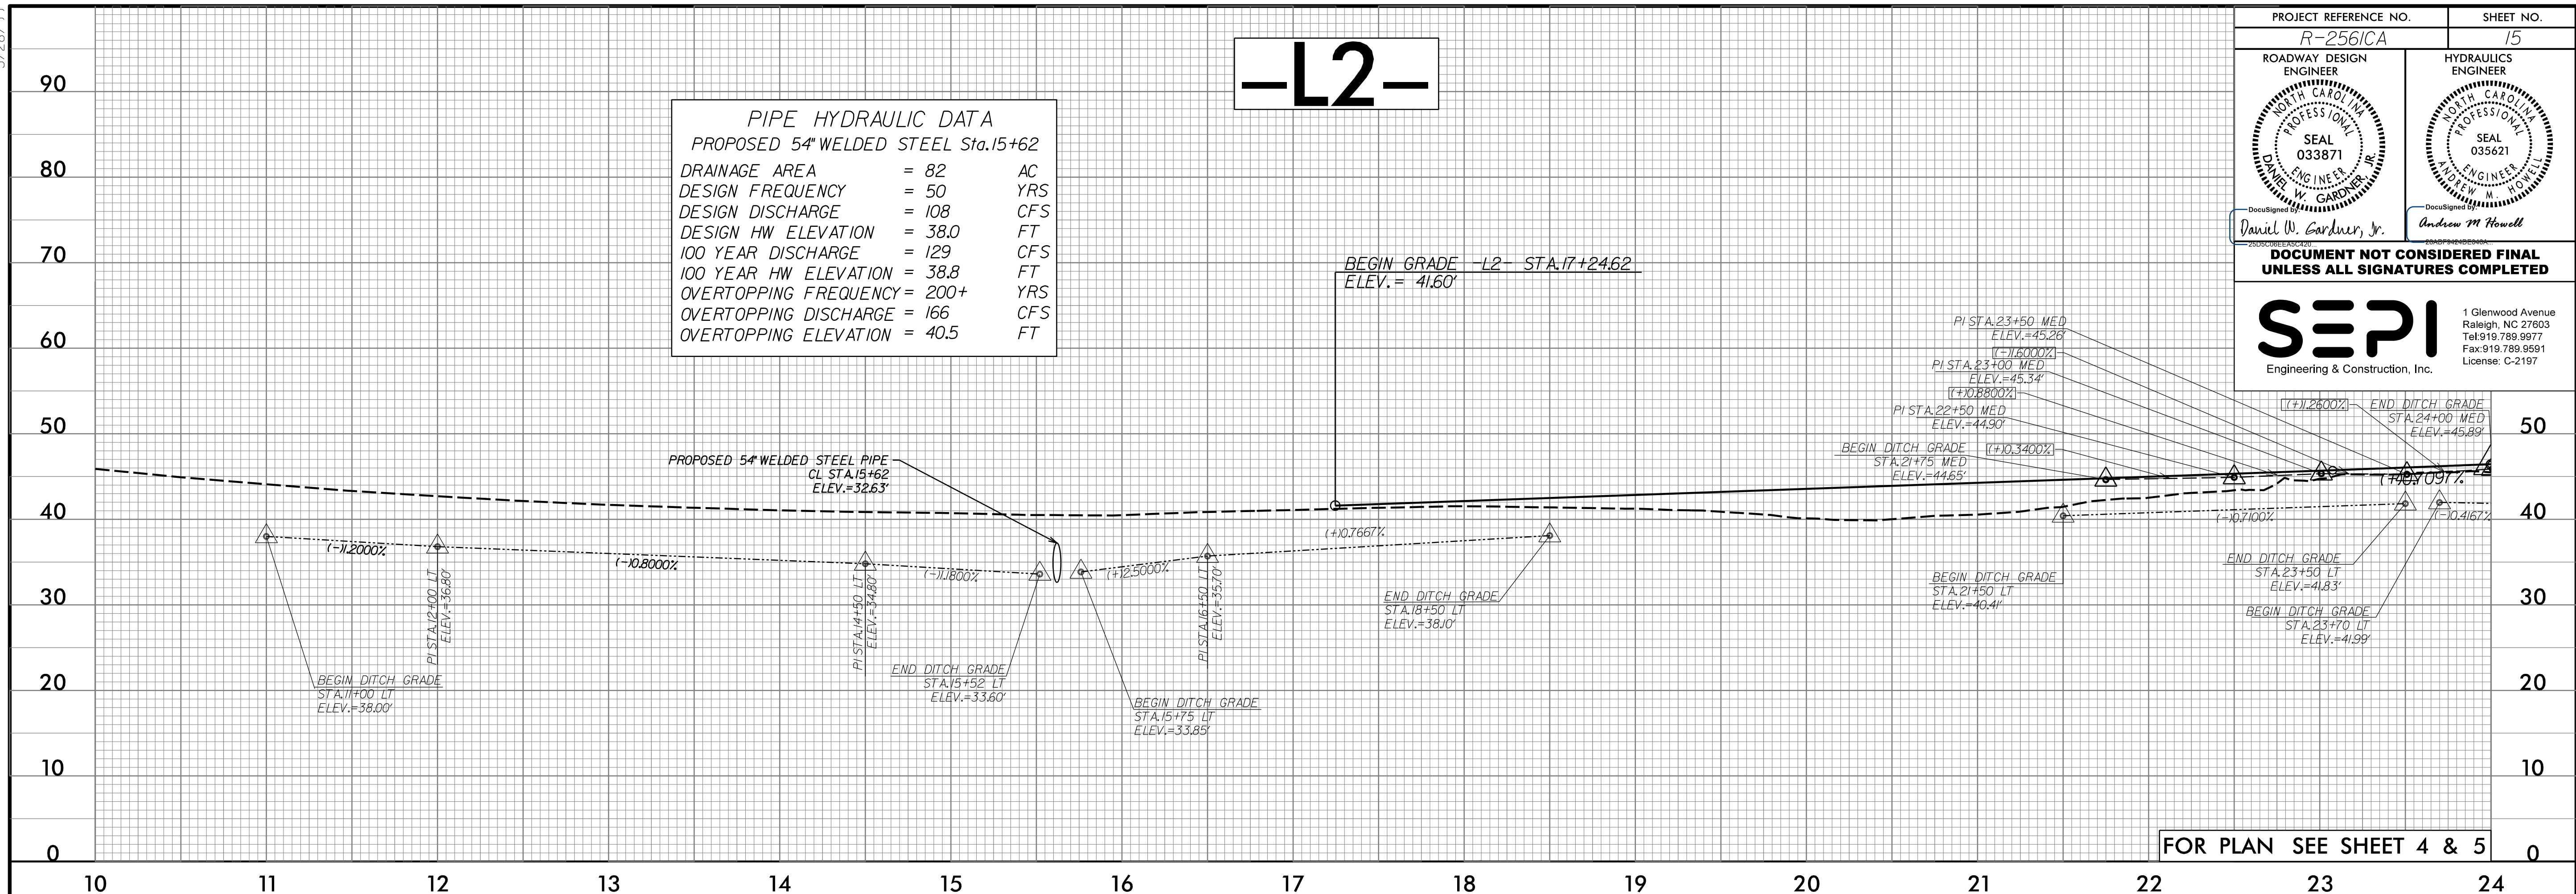 PROJECT REFERENCE NO. SHEET NO.
R-2561CA 15
ROADWAY DESIGN ENGINEER
HYDRAULICS ENGINEER
NORTH CAROLINA
PROFESSIONAL
SEAL
033871
ENGINEER
DANIEL W. GARDNER, JR.
NORTH CAROLINA
PROFESSIONAL
SEAL
035621
ENGINEER
ANDREW M. HOWELL
DocuSigned by:
Daniel W. Gardner, Jr.
25D5C06EEA5C420...
DocuSigned by:
Andrew M Howell
DOCUMENT NOT CONSIDERED FINAL
UNLESS ALL SIGNATURES COMPLETED
SEPI
Engineering & Construction, Inc.
1 Glenwood Avenue
Raleigh, NC 27603
Tel:919.789.9977
Fax:919.789.9591
License: C-2197
-L2-
PIPE HYDRAULIC DATA
PROPOSED 54" WELDED STEEL Sta.15+62
DRAINAGE AREA = 82 AC
DESIGN FREQUENCY = 50 YRS
DESIGN DISCHARGE = 108 CFS
DESIGN HW ELEVATION = 38.0 FT
100 YEAR DISCHARGE = 129 CFS
100 YEAR HW ELEVATION = 38.8 FT
OVERTOPPING FREQUENCY = 200+ YRS
OVERTOPPING DISCHARGE = 166 CFS
OVERTOPPING ELEVATION = 40.5 FT
BEGIN GRADE -L2- STA.17+24.62
ELEV.= 41.60'
PI STA.23+50 MED
ELEV.=45.26'
(-)1.6000%
PI STA.23+00 MED
ELEV.=45.34'
(+)0.8800%
PI STA.22+50 MED
ELEV.=44.90'
(+)0.3400%
BEGIN DITCH GRADE
STA.21+75 MED
ELEV.=44.65'
(+)1.2600%
END DITCH GRADE
STA.24+00 MED
ELEV.=45.89'
(+)0.7097%
PROPOSED 54" WELDED STEEL PIPE
CL STA.15+62
ELEV.=32.63'
(-)1.2000%
(-)0.8000%
(-)1.1800%
(+)2.5000%
(+)0.7667%
(-)0.7100%
(-)0.4167%
BEGIN DITCH GRADE
STA.11+00 LT
ELEV.=38.00'
PI STA.12+00 LT
ELEV.=36.80'
PI STA.14+50 LT
ELEV.=34.80'
END DITCH GRADE
STA.15+52 LT
ELEV.=33.60'
BEGIN DITCH GRADE
STA.15+75 LT
ELEV.=33.85'
PI STA.16+50 LT
ELEV.=35.70'
END DITCH GRADE
STA.18+50 LT
ELEV.=38.10'
BEGIN DITCH GRADE
STA.21+50 LT
ELEV.=40.41'
END DITCH GRADE
STA.23+50 LT
ELEV.=41.83'
BEGIN DITCH GRADE
STA.23+70 LT
ELEV.=41.99'
FOR PLAN SEE SHEET 4 & 5
90
80
70
60
50
40
30
20
10
0
50
40
30
20
10
0
10 11 12 13 14 15 16 17 18 19 20 21 22 23 24